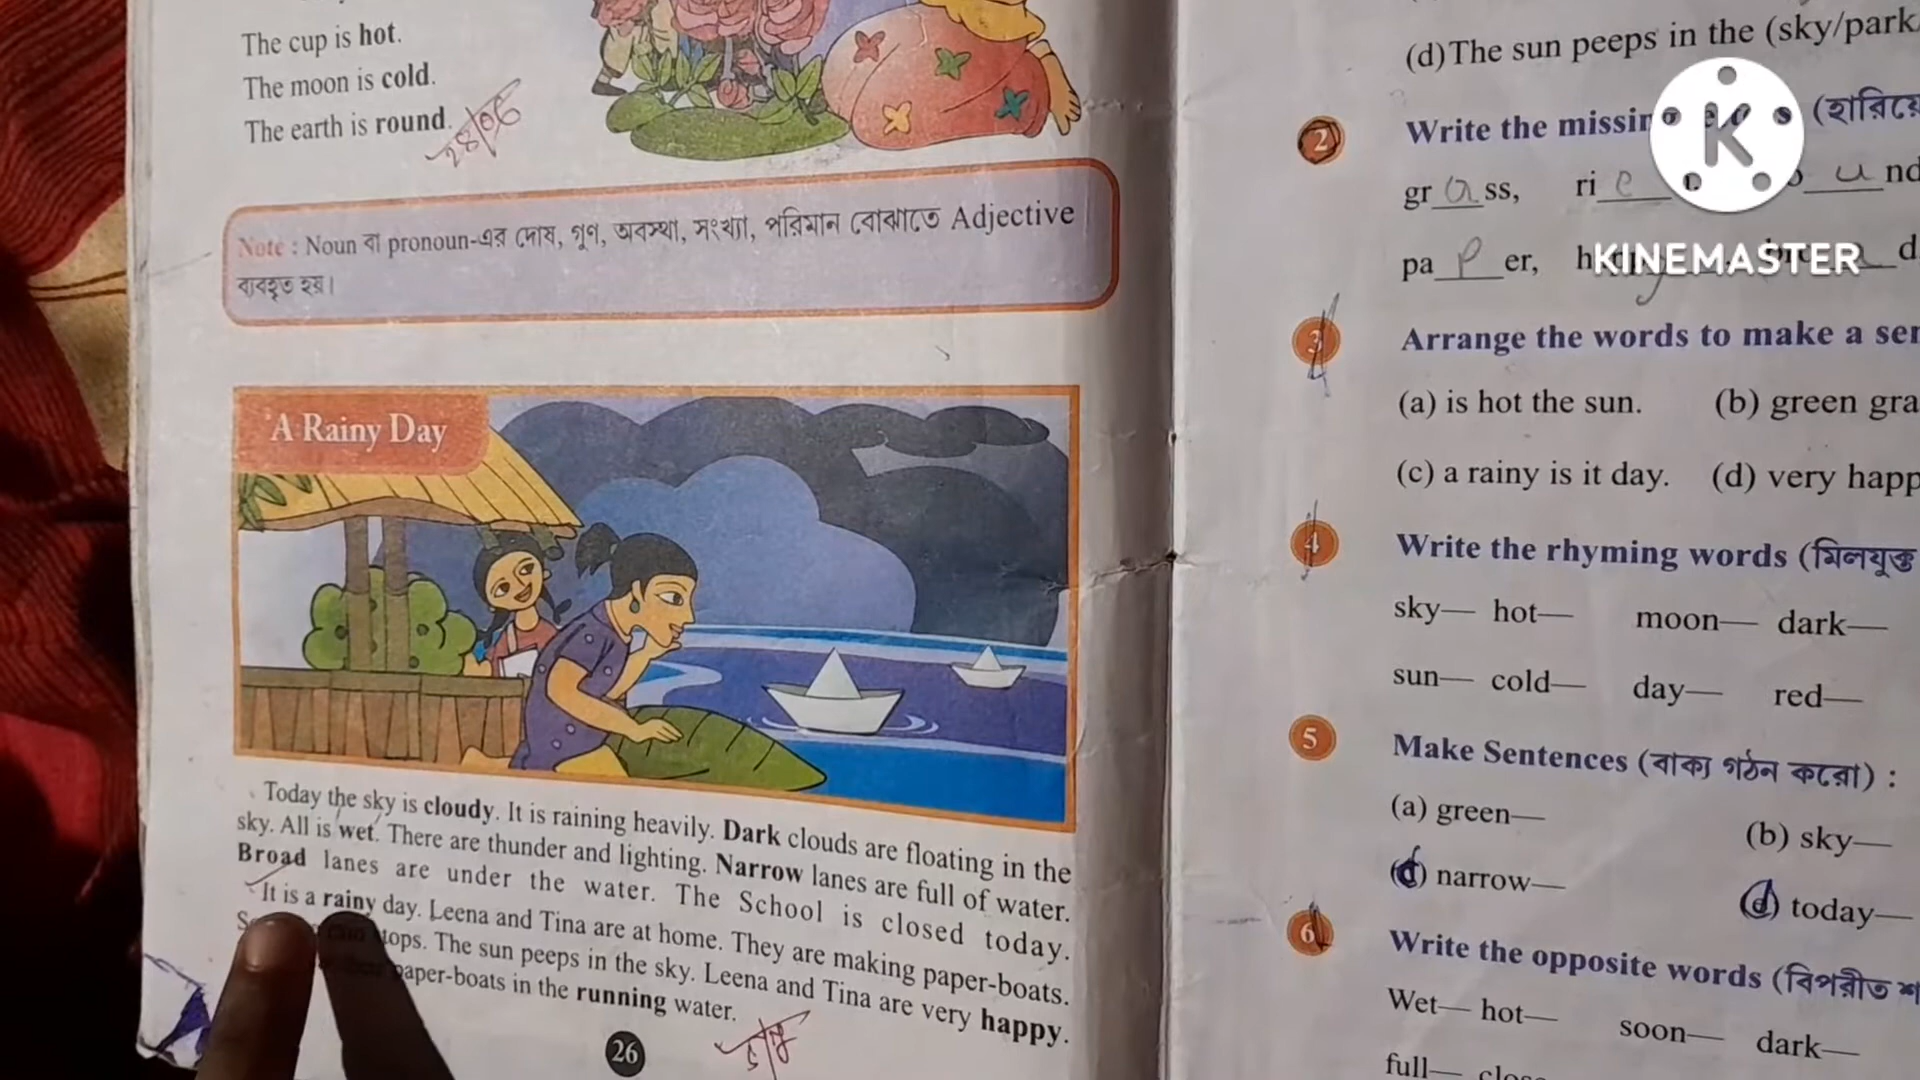 The cup is hot.
The moon is cold.
The earth is round.
২৪/০৬
Note : Noun বা pronoun-এর দোষ, গুণ, অবস্থা, সংখ্যা, পরিমান বোঝাতে Adjective
ব্যবহৃত হয়।
A Rainy Day
Today the sky is cloudy. It is raining heavily. Dark clouds are floating in the
sky. All is wet. There are thunder and lighting. Narrow lanes are full of water.
Broad lanes are under the water. The School is closed today.
It is a rainy day. Leena and Tina are at home. They are making paper-boats.
The sun peeps in the sky. Leena and Tina are very happy.
paper-boats in the running water.
26
(d) The sun peeps in the (sky/park
2 Write the missin
gr a ss, ri e
u nd
pa p er,
d
KINEMASTER
3 Arrange the words to make a sen
(a) is hot the sun. (b) green gra
(c) a rainy is it day. (d) very happ
4 Write the rhyming words (মিলযুক্ত
sky— hot— moon— dark—
sun— cold— day— red—
5 Make Sentences (বাক্য গঠন করো) :
(a) green— (b) sky—
(c) narrow— (d) today—
6 Write the opposite words (বিপরীত
Wet— hot— soon— dark—
full—